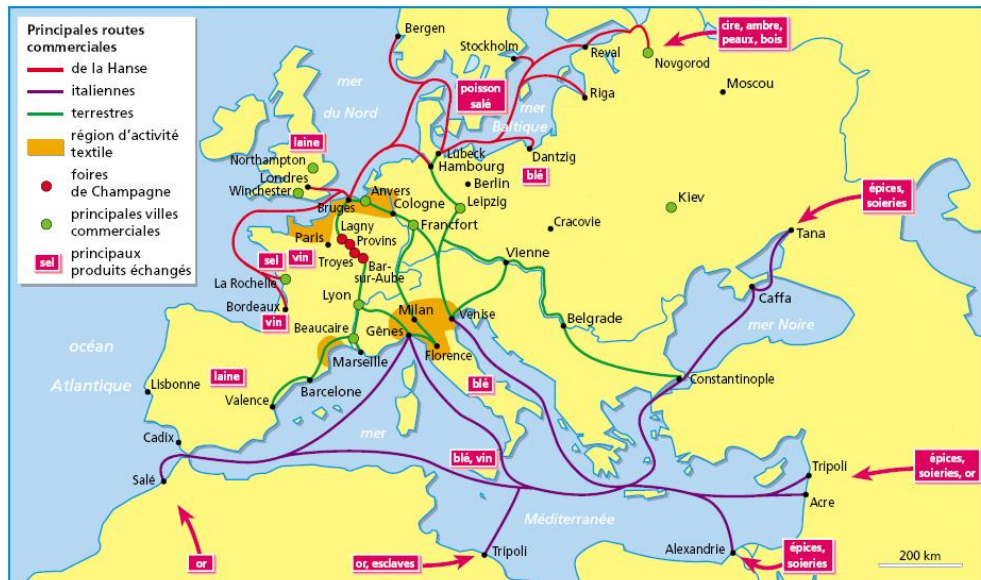 Principales routes
commerciales
de la Hanse
italiennes
terrestres
région d'activité
textile
foires
de Champagne
principales villes
commerciales
sel
principaux
produits échangés
Bergen
Stockholm
Reval
cire, ambre,
peaux, bois
Novgorod
Moscou
Riga
mer
du Nord
poisson
salé
mer
Baltique
laine
Northampton
Londres
Winchester
Lübeck
Hambourg
Dantzig
blé
Berlin
Anvers
Bruges
Cologne
Leipzig
Kiev
Lagny
Provins
Francfort
Cracovie
épices,
soieries
Paris
Troyes
Bar-
sur-Aube
Vienne
Tana
sel
vin
La Rochelle
Bordeaux
vin
Lyon
Milan
Venise
Caffa
mer Noire
Beaucaire
Gênes
Belgrade
océan
Atlantique
Marseille
Florence
Lisbonne
laine
Barcelone
Valence
blé
Constantinople
Cadix
mer
blé, vin
Salé
Tripoli
épices,
soieries, or
Acre
Méditerranée
or
or, esclaves
Tripoli
Alexandrie
épices,
soieries
200 km